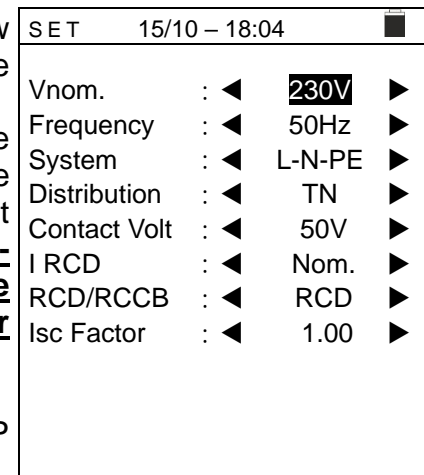 SET 15/10 – 18:04
Vnom. : ◀ 230V ▶
Frequency : ◀ 50Hz ▶
System : ◀ L-N-PE ▶
Distribution : ◀ TN ▶
Contact Volt : ◀ 50V ▶
I RCD : ◀ Nom. ▶
RCD/RCCB : ◀ RCD ▶
Isc Factor : ◀ 1.00 ▶